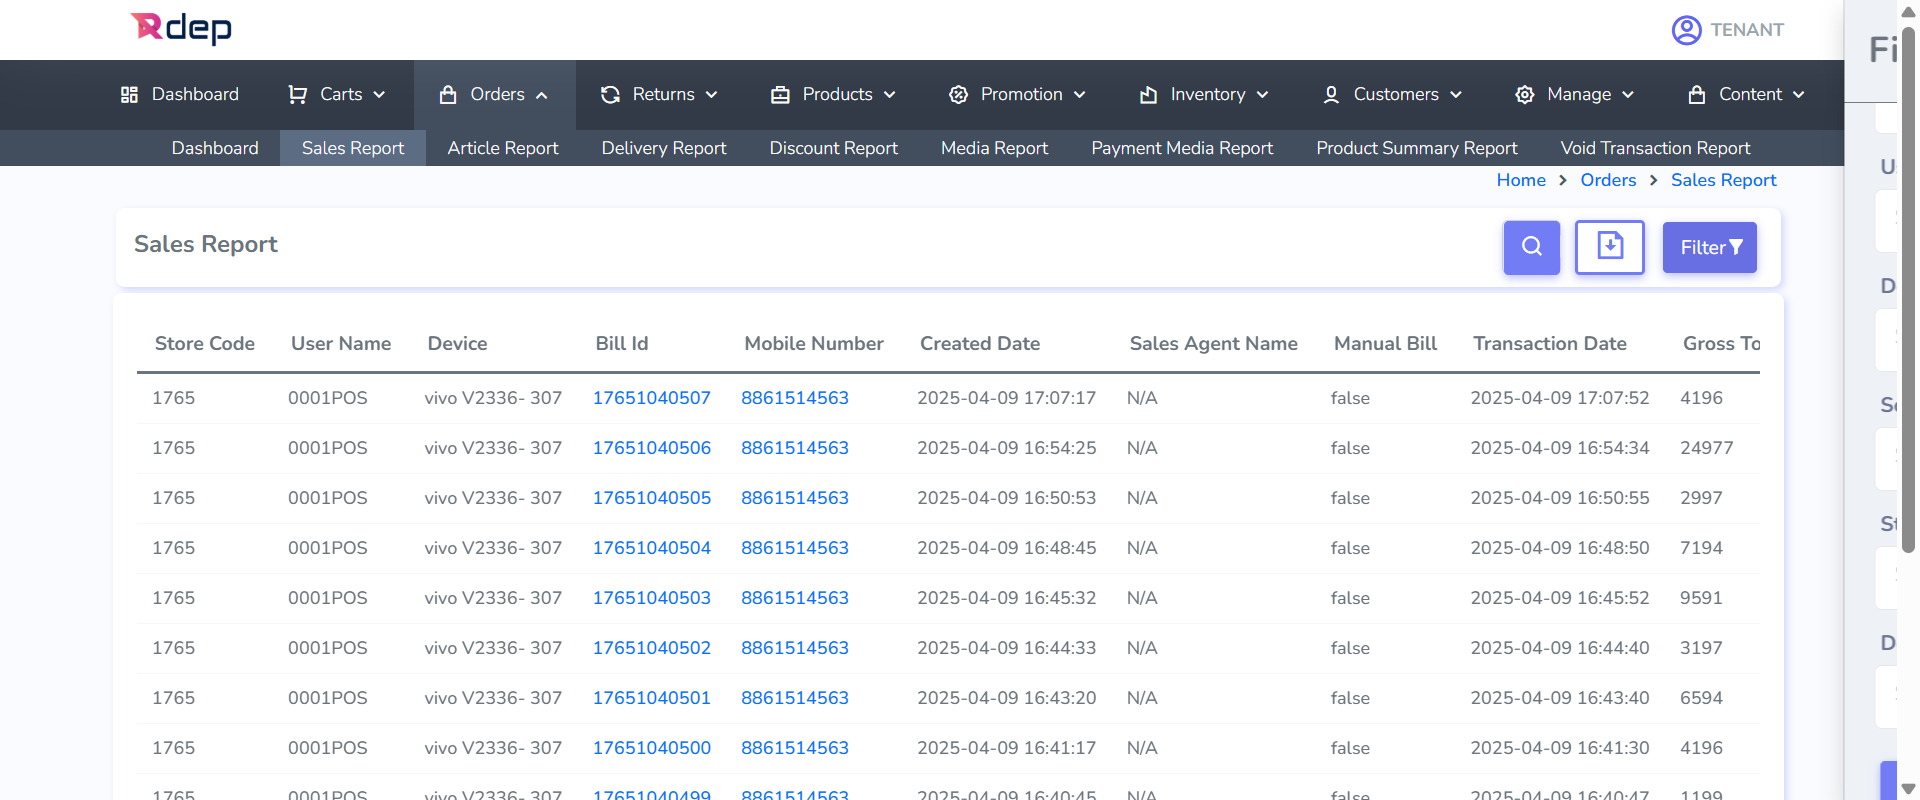 Rdep
TENANT
Fi
Dashboard Carts Orders Returns Products Promotion Inventory Customers Manage Content
Dashboard Sales Report Article Report Delivery Report Discount Report Media Report Payment Media Report Product Summary Report Void Transaction Report
Home > Orders > Sales Report
Sales Report
Filter
Store Code User Name Device Bill Id Mobile Number Created Date Sales Agent Name Manual Bill Transaction Date Gross To
1765 0001POS vivo V2336- 307 17651040507 8861514563 2025-04-09 17:07:17 N/A false 2025-04-09 17:07:52 4196
1765 0001POS vivo V2336- 307 17651040506 8861514563 2025-04-09 16:54:25 N/A false 2025-04-09 16:54:34 24977
1765 0001POS vivo V2336- 307 17651040505 8861514563 2025-04-09 16:50:53 N/A false 2025-04-09 16:50:55 2997
1765 0001POS vivo V2336- 307 17651040504 8861514563 2025-04-09 16:48:45 N/A false 2025-04-09 16:48:50 7194
1765 0001POS vivo V2336- 307 17651040503 8861514563 2025-04-09 16:45:32 N/A false 2025-04-09 16:45:52 9591
1765 0001POS vivo V2336- 307 17651040502 8861514563 2025-04-09 16:44:33 N/A false 2025-04-09 16:44:40 3197
1765 0001POS vivo V2336- 307 17651040501 8861514563 2025-04-09 16:43:20 N/A false 2025-04-09 16:43:40 6594
1765 0001POS vivo V2336- 307 17651040500 8861514563 2025-04-09 16:41:17 N/A false 2025-04-09 16:41:30 4196
1765 0001POS vivo V2336- 307 17651040499 8861514563 2025-04-09 16:40:45 N/A false 2025-04-09 16:40:47 1199